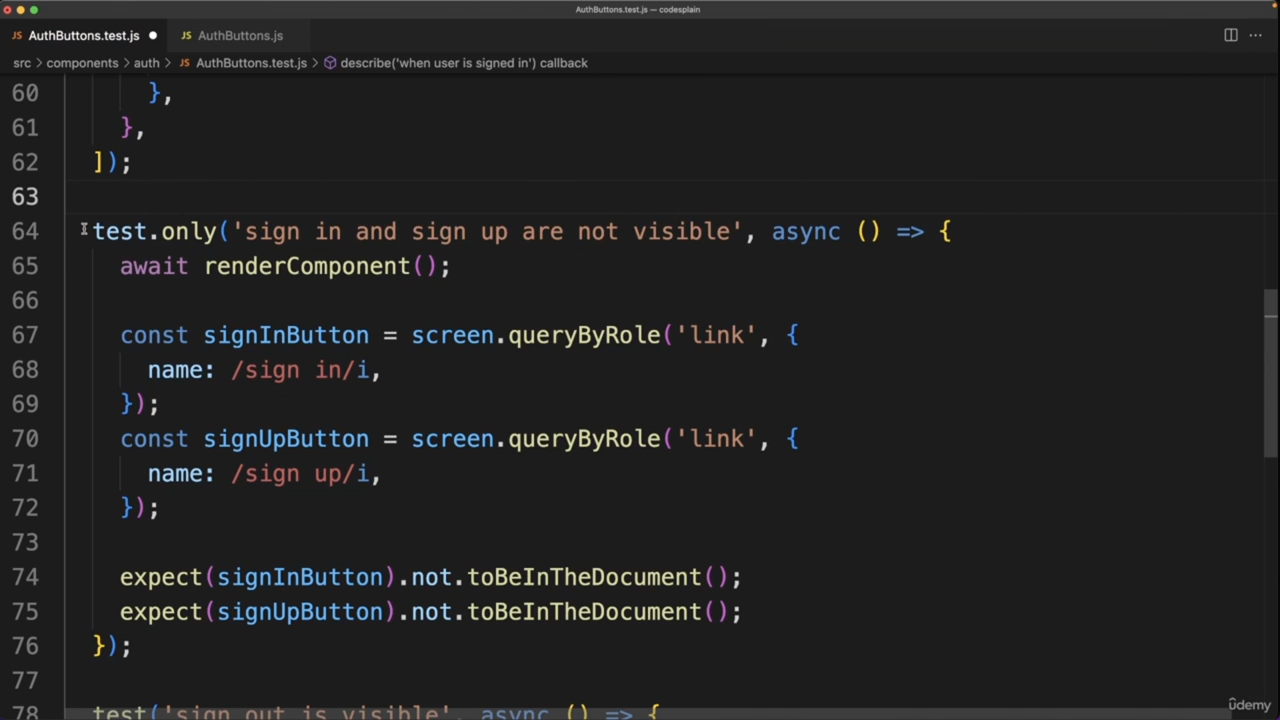 AuthButtons.test.js — codesplain
JS AuthButtons.test.js ● JS AuthButtons.js ···
src > components > auth > JS AuthButtons.test.js > describe('when user is signed in') callback
60 },
61 },
62 ]);
63
64 test.only('sign in and sign up are not visible', async () => {
65 await renderComponent();
66
67 const signInButton = screen.queryByRole('link', {
68 name: /sign in/i,
69 });
70 const signUpButton = screen.queryByRole('link', {
71 name: /sign up/i,
72 });
73
74 expect(signInButton).not.toBeInTheDocument();
75 expect(signUpButton).not.toBeInTheDocument();
76 });
77
78 test('sign out is visible', async () => {
ûdemy